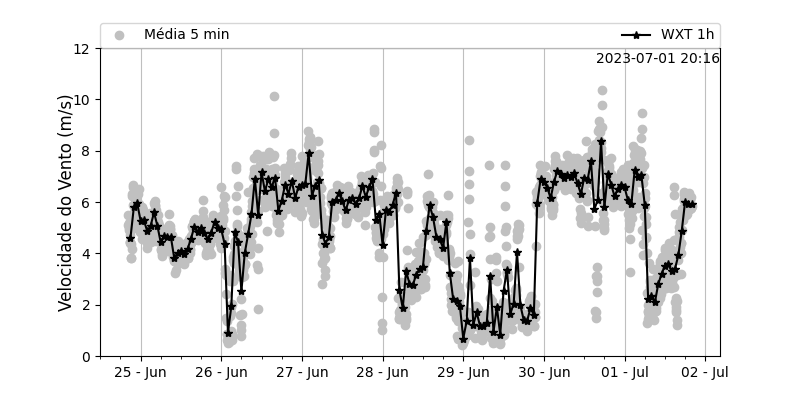 Média 5 min
WXT 1h
2023-07-01 20:16
Velocidade do Vento (m/s)
12
10
8
6
4
2
0
25 - Jun
26 - Jun
27 - Jun
28 - Jun
29 - Jun
30 - Jun
01 - Jul
02 - Jul